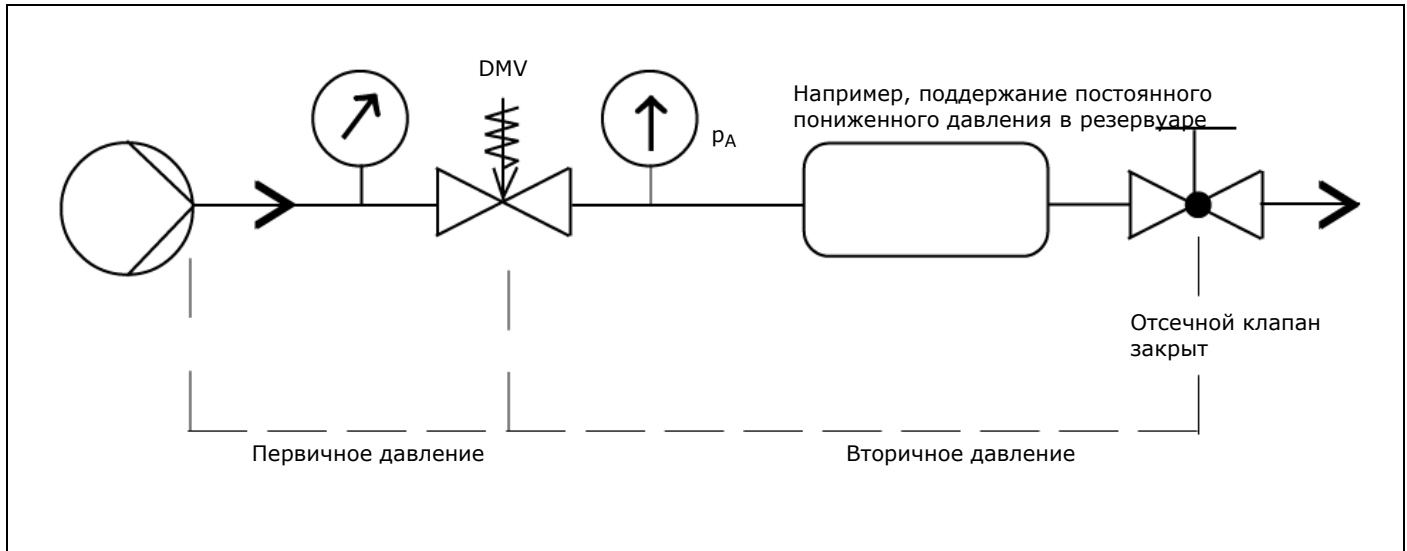 DMV
Например, поддержание постоянного
пониженного давления в резервуаре
pA
Отсечной клапан
закрыт
Первичное давление
Вторичное давление